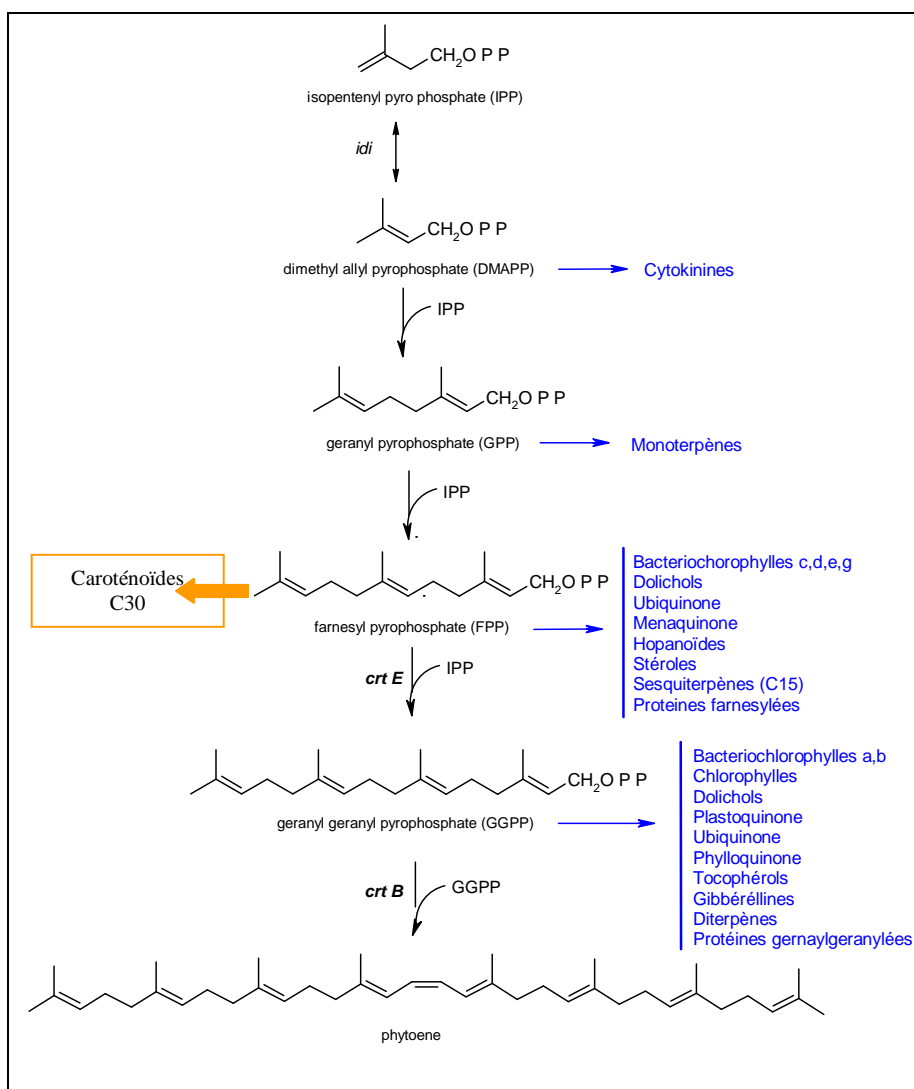 CH2O P P
isopentenyl pyro phosphate (IPP)
idi
CH2O P P
dimethyl allyl pyrophosphate (DMAPP)
Cytokinines
IPP
CH2O P P
geranyl pyrophosphate (GPP)
Monoterpènes
IPP
Caroténoïdes
C30
CH2O P P
farnesyl pyrophosphate (FPP)
Bacteriochorophylles c,d,e,g
Dolichols
Ubiquinone
Menaquinone
Hopanoïdes
Stéroles
Sesquiterpènes (C15)
Proteines farnesylées
crt E
IPP
CH2O P P
geranyl geranyl pyrophosphate (GGPP)
Bacteriochlorophylles a,b
Chlorophylles
Dolichols
Plastoquinone
Ubiquinone
Phylloquinone
Tocophérols
Gibbéréllines
Diterpènes
Protéines gernaylgeranylées
crt B
GGPP
phytoene